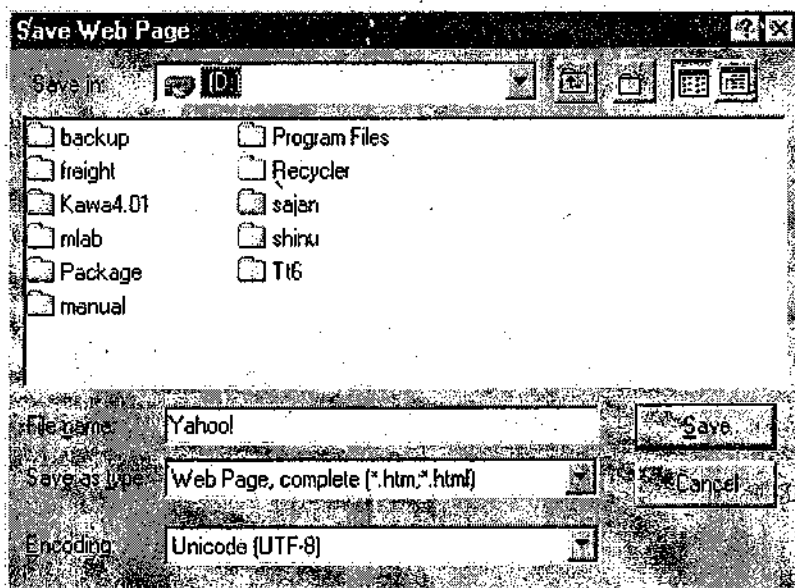 Save Web Page
Save in: (D:)
backup
freight
Kawa4.01
mlab
Package
manual
Program Files
Recycler
sajan
shinu
Tt6
File name: Yahoo!
Save
Save as type: Web Page, complete (*.htm;*.html)
Cancel
Encoding: Unicode (UTF-8)